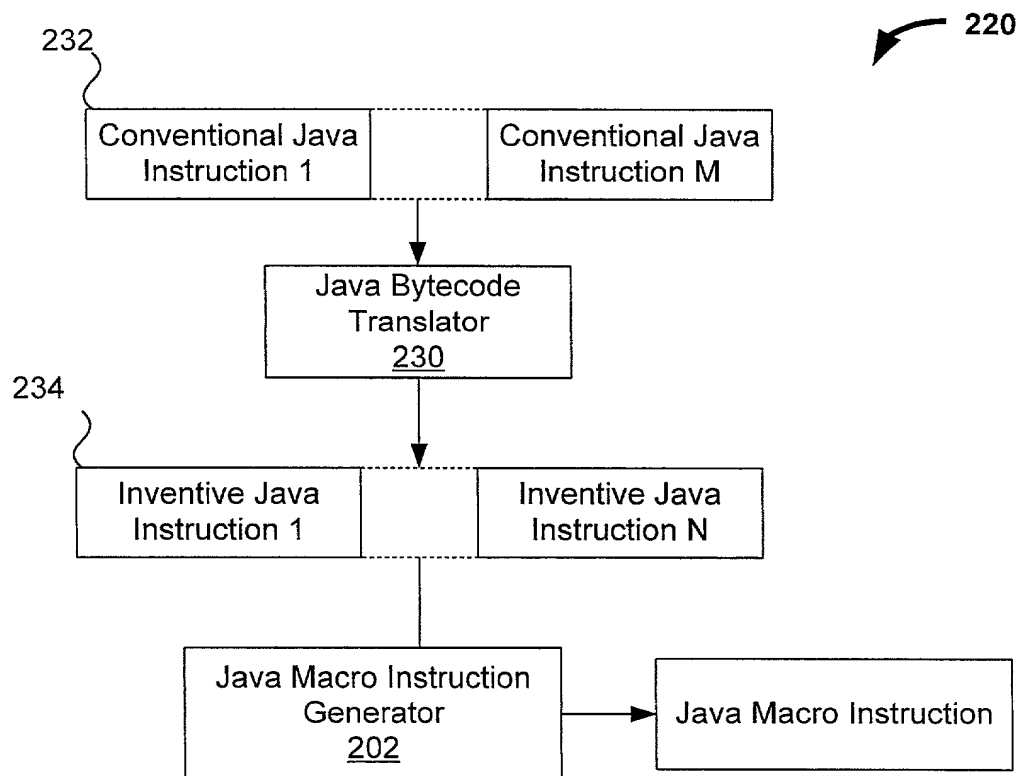 220
232
Conventional Java
Instruction 1
Conventional Java
Instruction M
Java Bytecode
Translator
230
234
Inventive Java
Instruction 1
Inventive Java
Instruction N
Java Macro Instruction
Generator
202
Java Macro Instruction